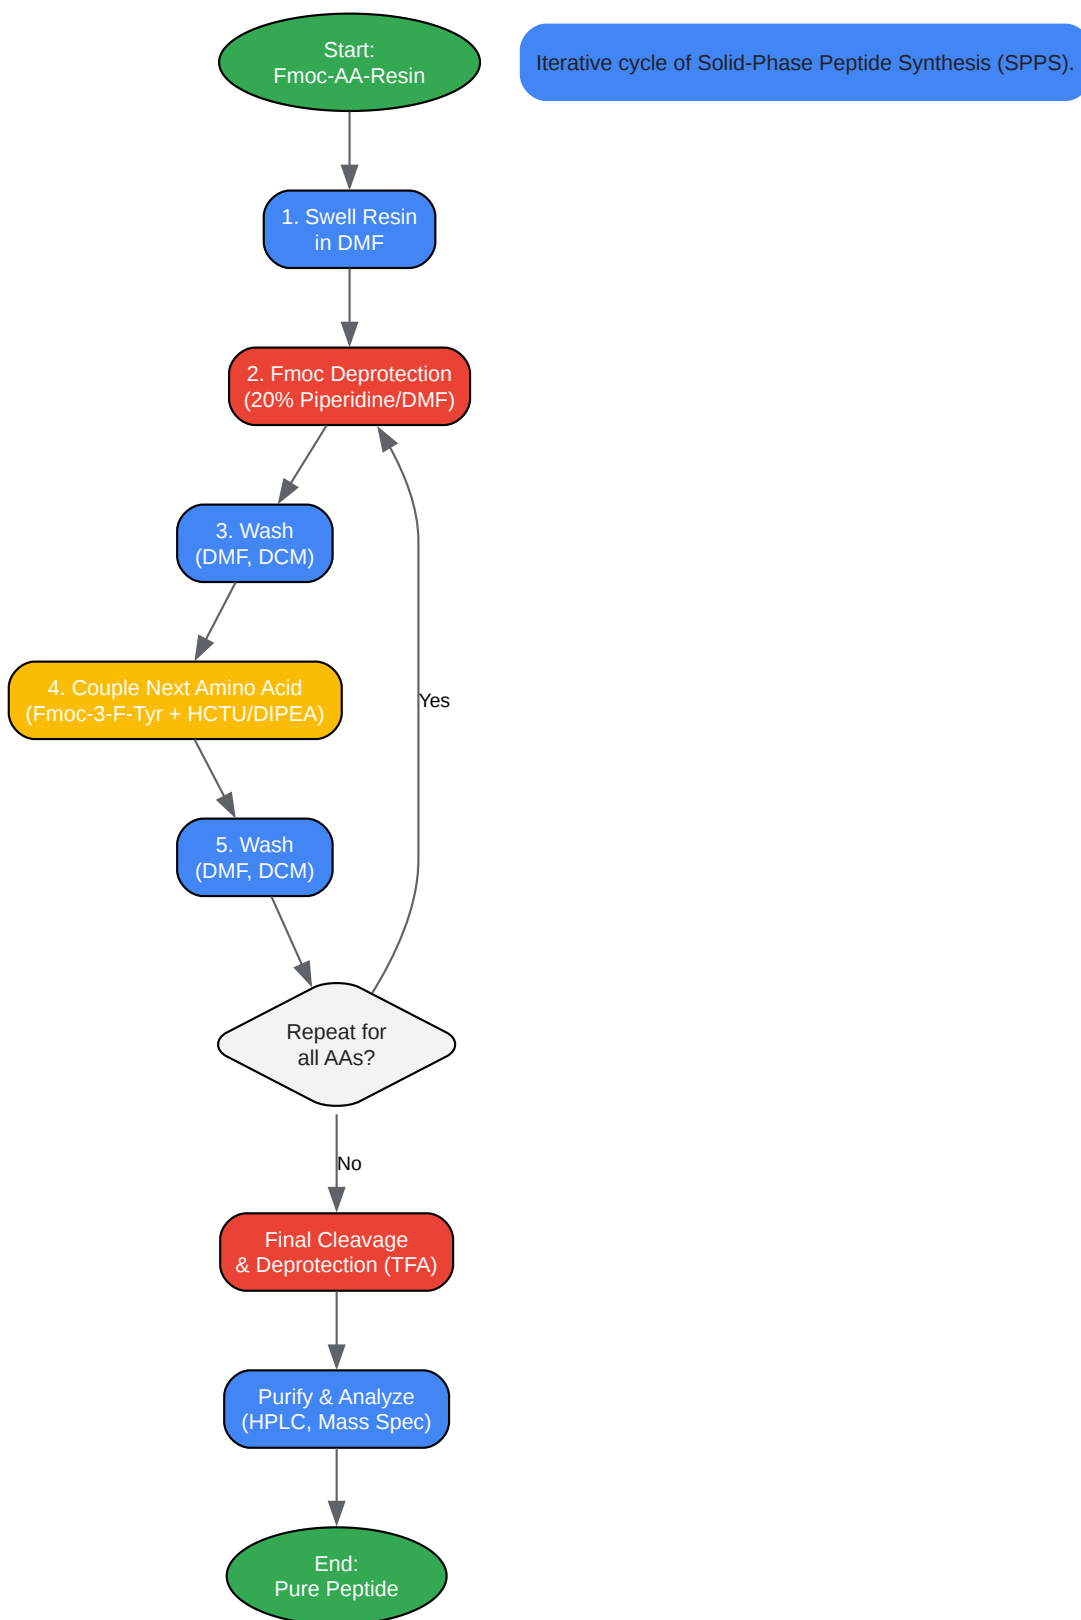 Start:
Fmoc-AA-Resin
Iterative cycle of Solid-Phase Peptide Synthesis (SPPS).
1. Swell Resin
in DMF
2. Fmoc Deprotection
(20% Piperidine/DMF)
3. Wash
(DMF, DCM)
4. Couple Next Amino Acid
(Fmoc-3-F-Tyr + HCTU/DIPEA)
Yes
5. Wash
(DMF, DCM)
Repeat for
all AAs?
No
Final Cleavage
& Deprotection (TFA)
Purify & Analyze
(HPLC, Mass Spec)
End:
Pure Peptide